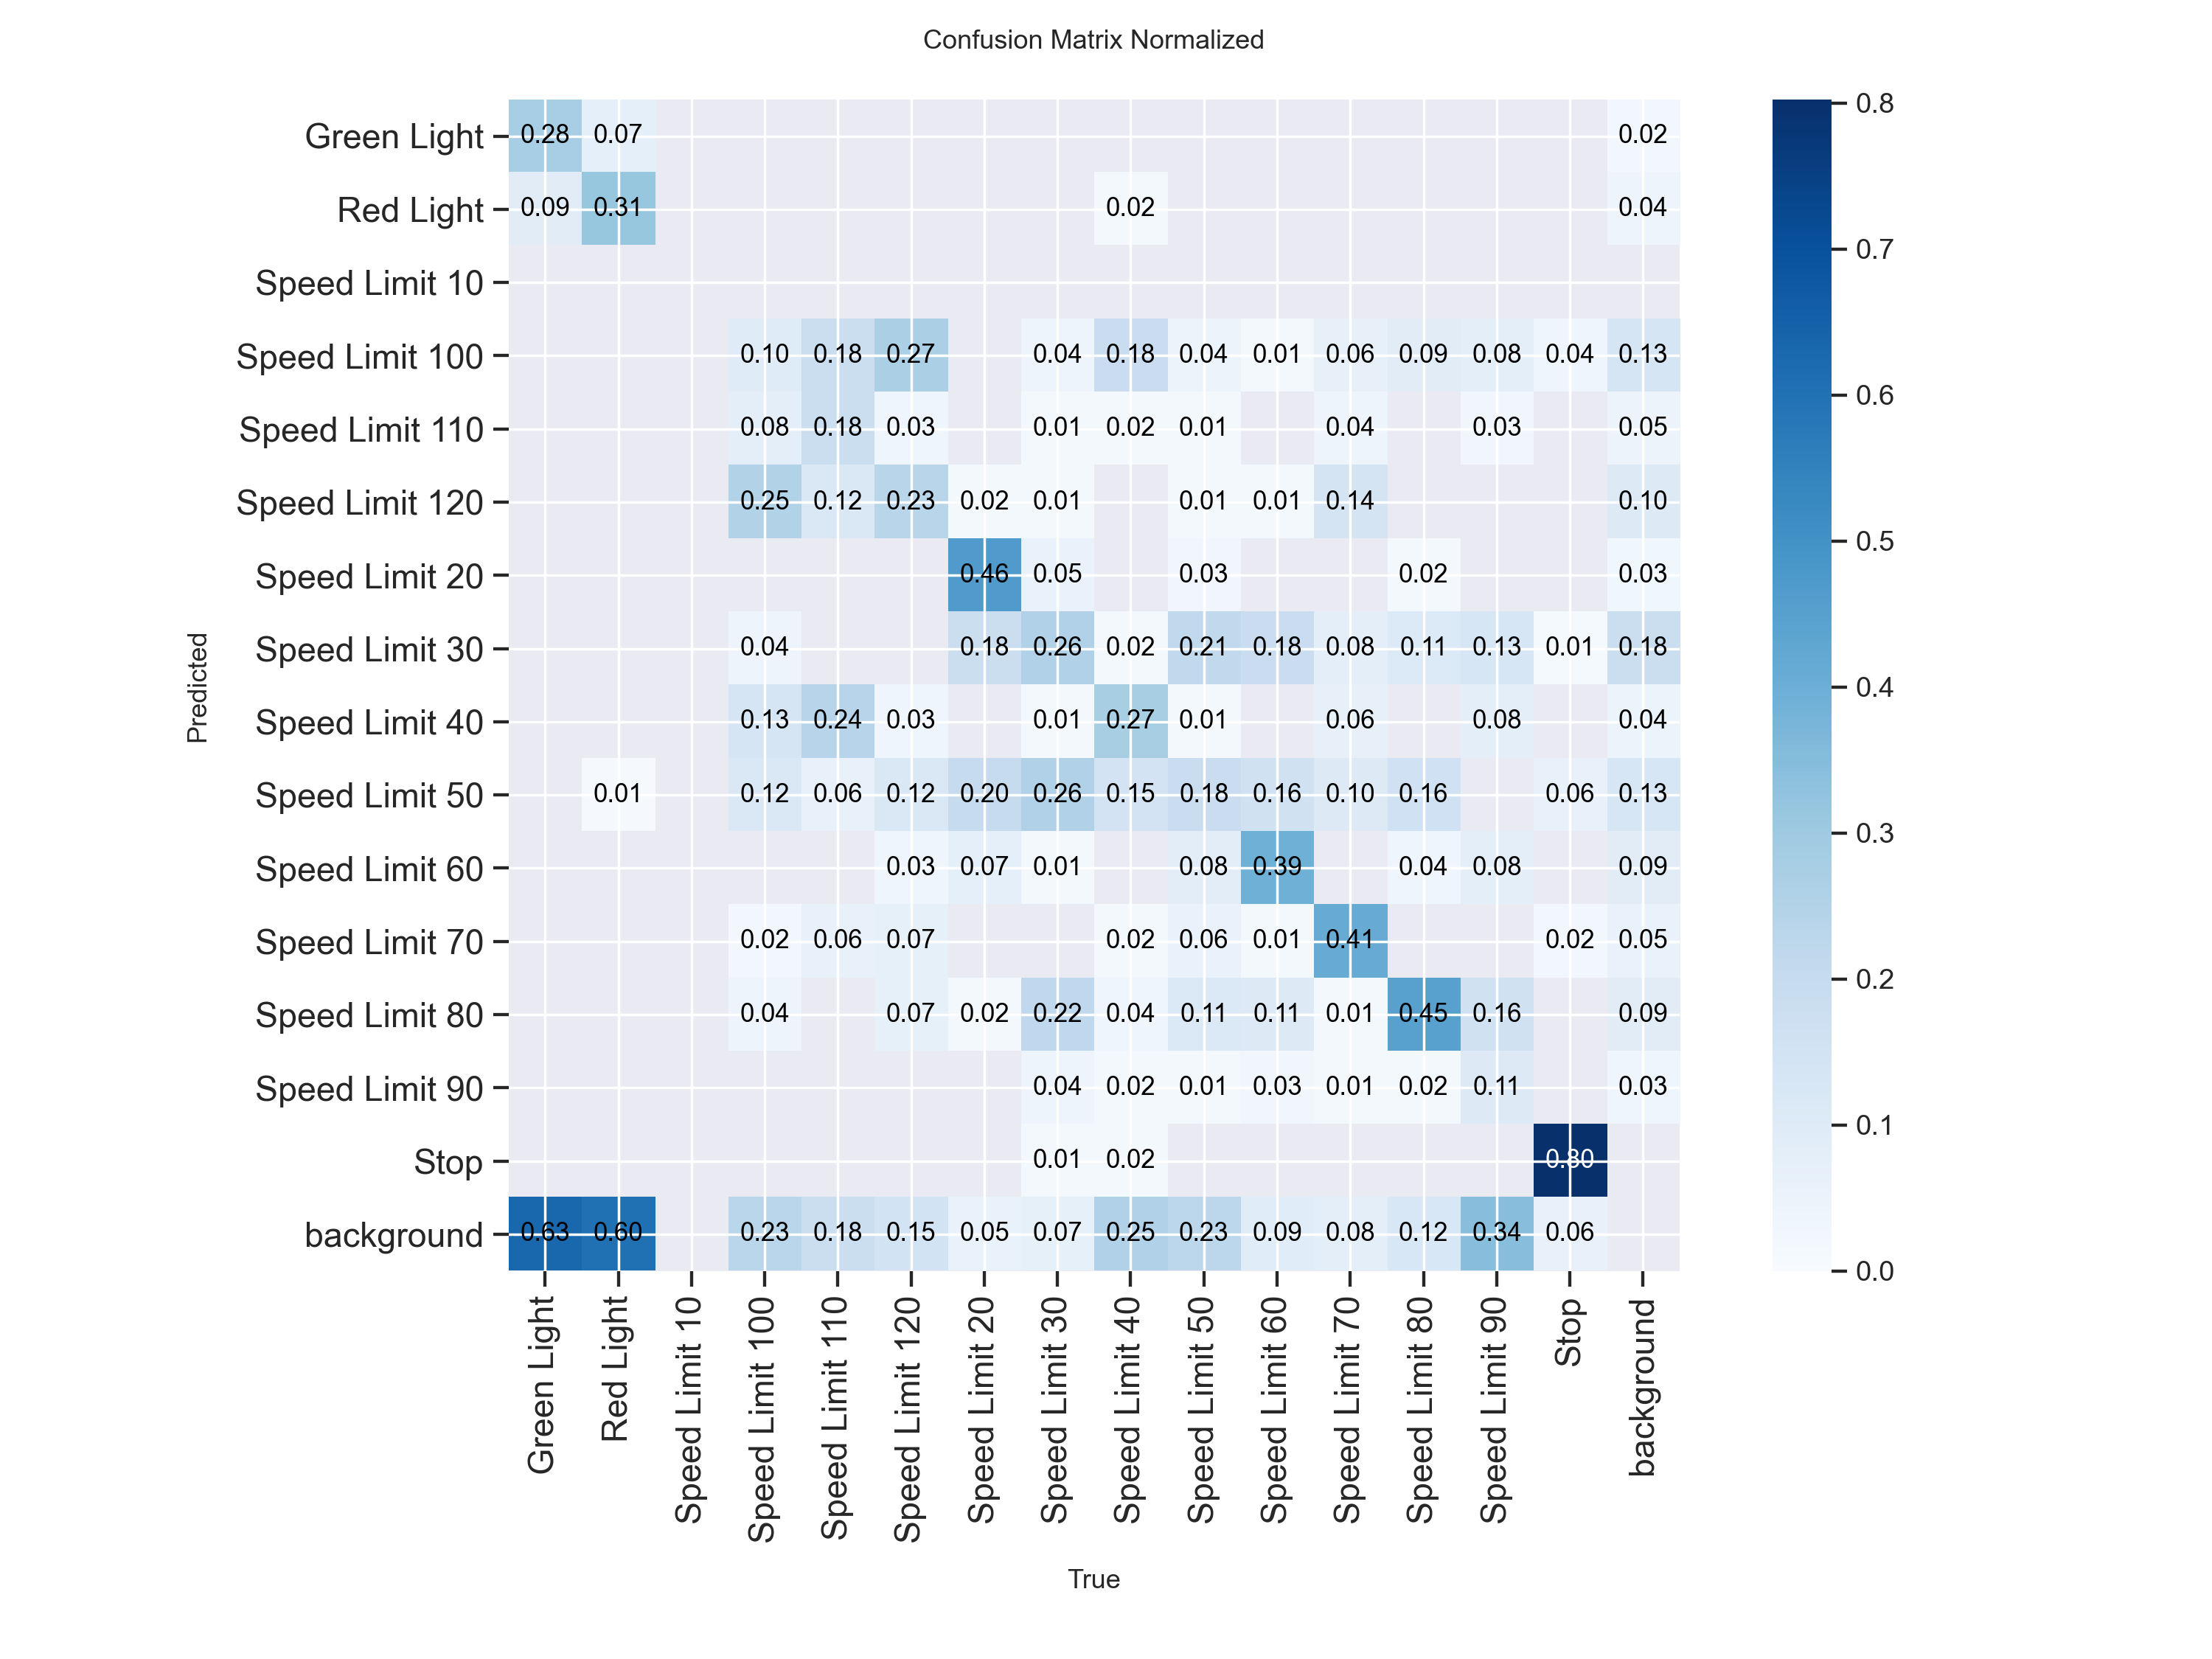 Confusion Matrix Normalized
Green Light 0.28 0.07 0.02
Red Light 0.09 0.31 0.02 0.04
Speed Limit 10
Speed Limit 100 0.10 0.18 0.27 0.04 0.18 0.04 0.01 0.06 0.09 0.08 0.04 0.13
Speed Limit 110 0.08 0.18 0.03 0.01 0.02 0.01 0.04 0.03 0.05
Speed Limit 120 0.25 0.12 0.23 0.02 0.01 0.01 0.01 0.14 0.10
Speed Limit 20 0.46 0.05 0.03 0.02 0.03
Speed Limit 30 0.04 0.18 0.26 0.02 0.21 0.18 0.08 0.11 0.13 0.01 0.18
Speed Limit 40 0.13 0.24 0.03 0.01 0.27 0.01 0.06 0.08 0.04
Speed Limit 50 0.01 0.12 0.06 0.12 0.20 0.26 0.15 0.18 0.16 0.10 0.16 0.06 0.13
Speed Limit 60 0.03 0.07 0.01 0.08 0.39 0.04 0.08 0.09
Speed Limit 70 0.02 0.06 0.07 0.02 0.06 0.01 0.41 0.02 0.05
Speed Limit 80 0.04 0.07 0.02 0.22 0.04 0.11 0.11 0.01 0.45 0.16 0.09
Speed Limit 90 0.04 0.02 0.01 0.03 0.01 0.02 0.11 0.03
Stop 0.01 0.02 0.80
background 0.63 0.60 0.23 0.18 0.15 0.05 0.07 0.25 0.23 0.09 0.08 0.12 0.34 0.06
Predicted
Green Light
Red Light
Speed Limit 10
Speed Limit 100
Speed Limit 110
Speed Limit 120
Speed Limit 20
Speed Limit 30
Speed Limit 40
Speed Limit 50
Speed Limit 60
Speed Limit 70
Speed Limit 80
Speed Limit 90
Stop
background
True
0.8
0.7
0.6
0.5
0.4
0.3
0.2
0.1
0.0